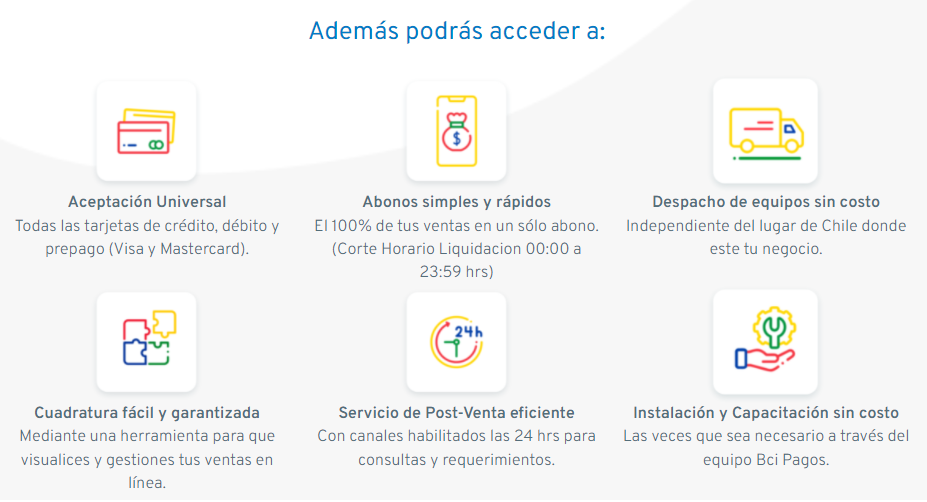 Además podrás acceder a:
Aceptación Universal
Todas las tarjetas de crédito, débito y
prepago (Visa y Mastercard).
$
Abonos simples y rápidos
El 100% de tus ventas en un sólo abono.
(Corte Horario Liquidacion 00:00 a
23:59 hrs)
Despacho de equipos sin costo
Independiente del lugar de Chile donde
este tu negocio.
Cuadratura fácil y garantizada
Mediante una herramienta para que
visualices y gestiones tus ventas en
línea.
24h
Servicio de Post-Venta eficiente
Con canales habilitados las 24 hrs para
consultas y requerimientos.
Instalación y Capacitación sin costo
Las veces que sea necesario a través del
equipo Bci Pagos.